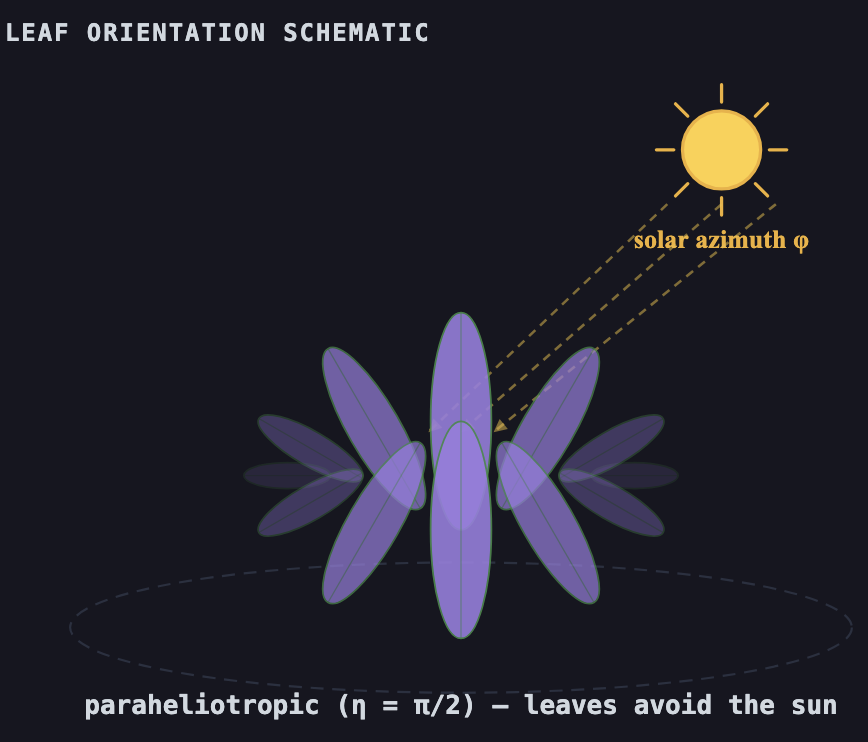 LEAF ORIENTATION SCHEMATIC
solar azimuth φ
paraheliotropic (η = π/2) — leaves avoid the sun